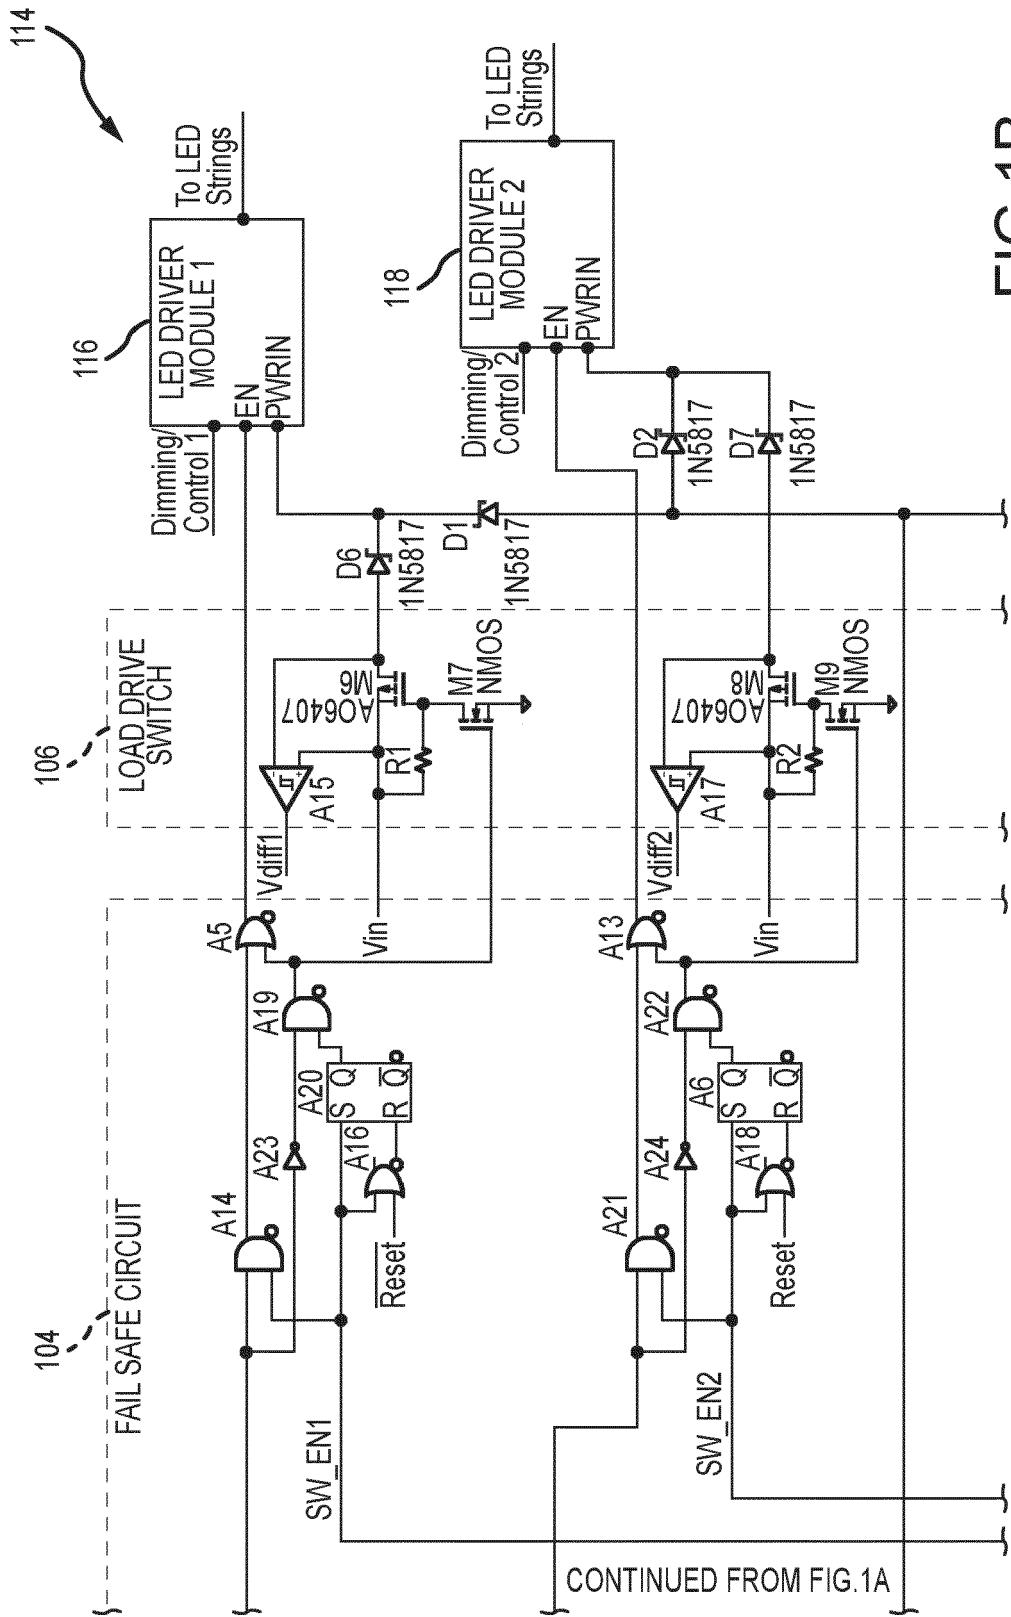 114
To LED
Strings
116
LED DRIVER
MODULE 1
Dimming/
Control 1
EN
PWRIN
To LED
Strings
118
LED DRIVER
MODULE 2
Dimming/
Control 2
EN
PWRIN
D6
1N5817
D1
1N5817
D2
1N5817
D7
1N5817
106
LOAD DRIVE
SWITCH
A15
Vdiff1
AO6407
M6
R1
M7
NMOS
Vin
A17
Vdiff2
AO6407
M8
R2
M9
NMOS
Vin
104
FAIL SAFE CIRCUIT
A5
A19
A20
S Q
R Q
A23
A16
A14
Reset
SW_EN1
A13
A22
A6
S Q
R Q
A24
A18
A21
Reset
SW_EN2
CONTINUED FROM FIG.1A